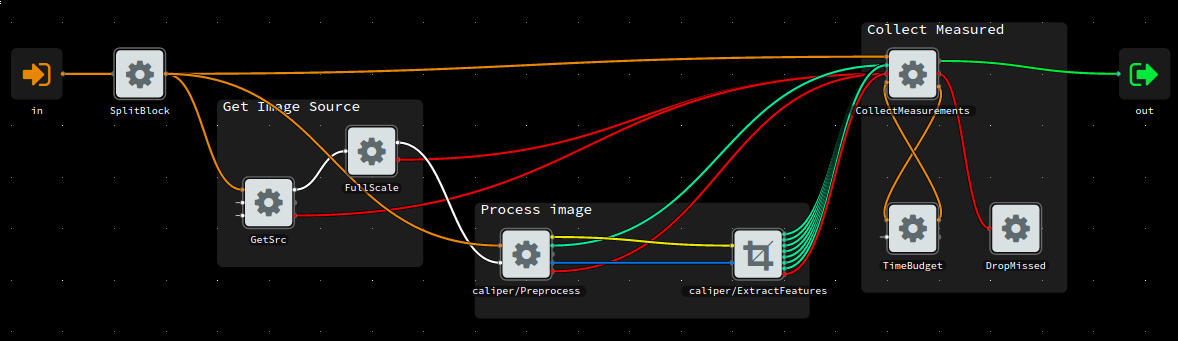 Collect Measured
in
SplitBlock
CollectMeasurements
out
Get Image Source
FullScale
GetSrc
Process image
caliper/Preprocess
caliper/ExtractFeatures
TimeBudget
DropMissed